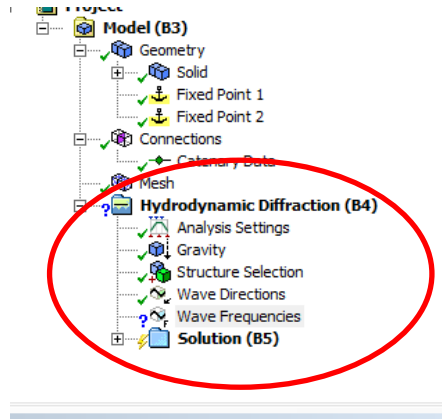 Project
Model (B3)
Geometry
Solid
Fixed Point 1
Fixed Point 2
Connections
Catenary Data
Mesh
Hydrodynamic Diffraction (B4)
Analysis Settings
Gravity
Structure Selection
Wave Directions
Wave Frequencies
Solution (B5)